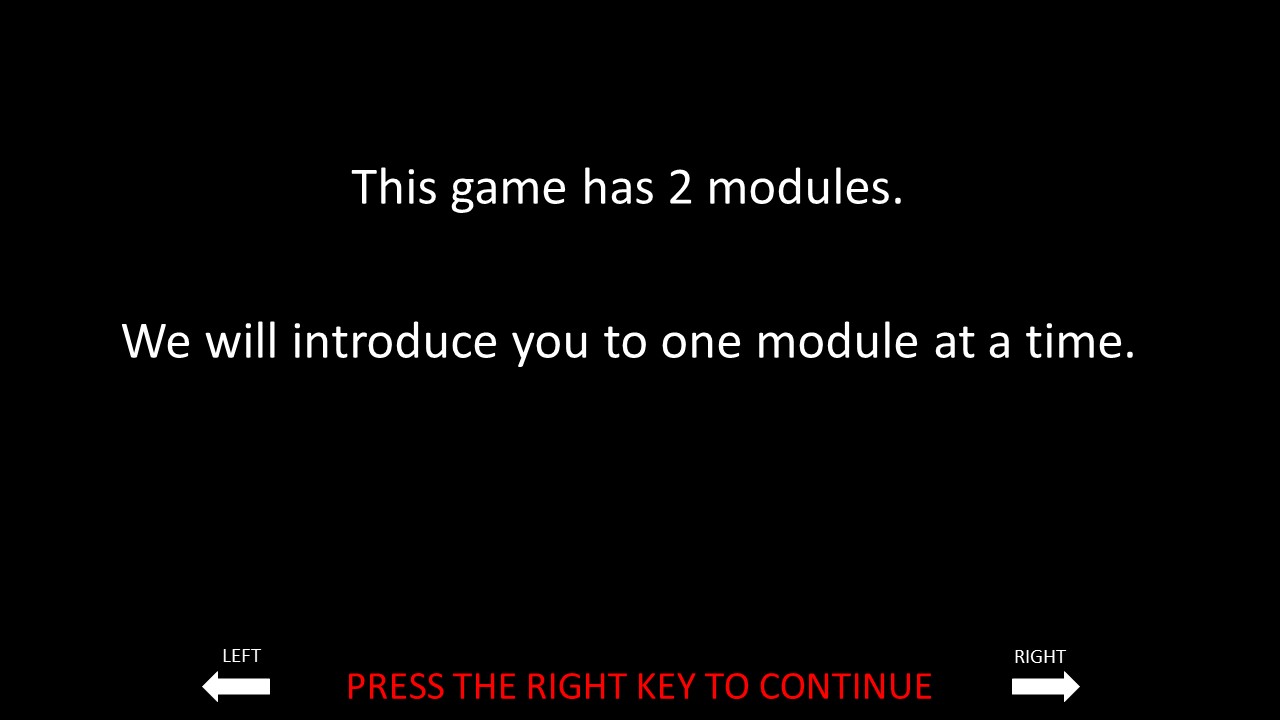 This game has 2 modules.
We will introduce you to one module at a time.
LEFT
RIGHT
PRESS THE RIGHT KEY TO CONTINUE